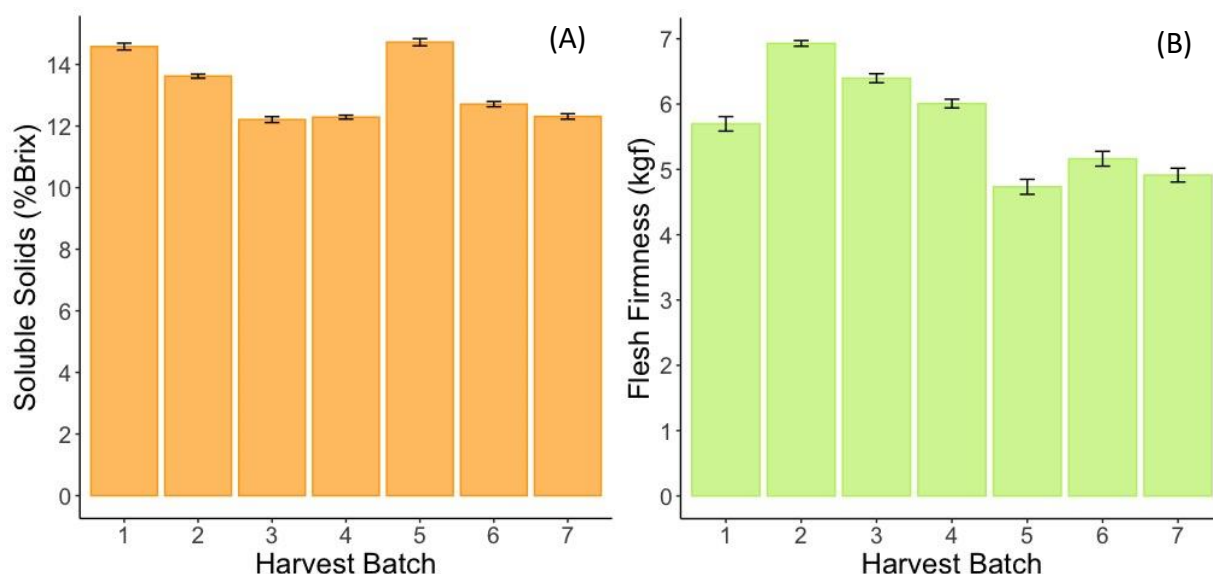 (A)
Soluble Solids (%Brix)
14
12
10
8
6
4
2
0
1 2 3 4 5 6 7
Harvest Batch
(B)
Flesh Firmness (kgf)
7
6
5
4
3
2
1
0
1 2 3 4 5 6 7
Harvest Batch